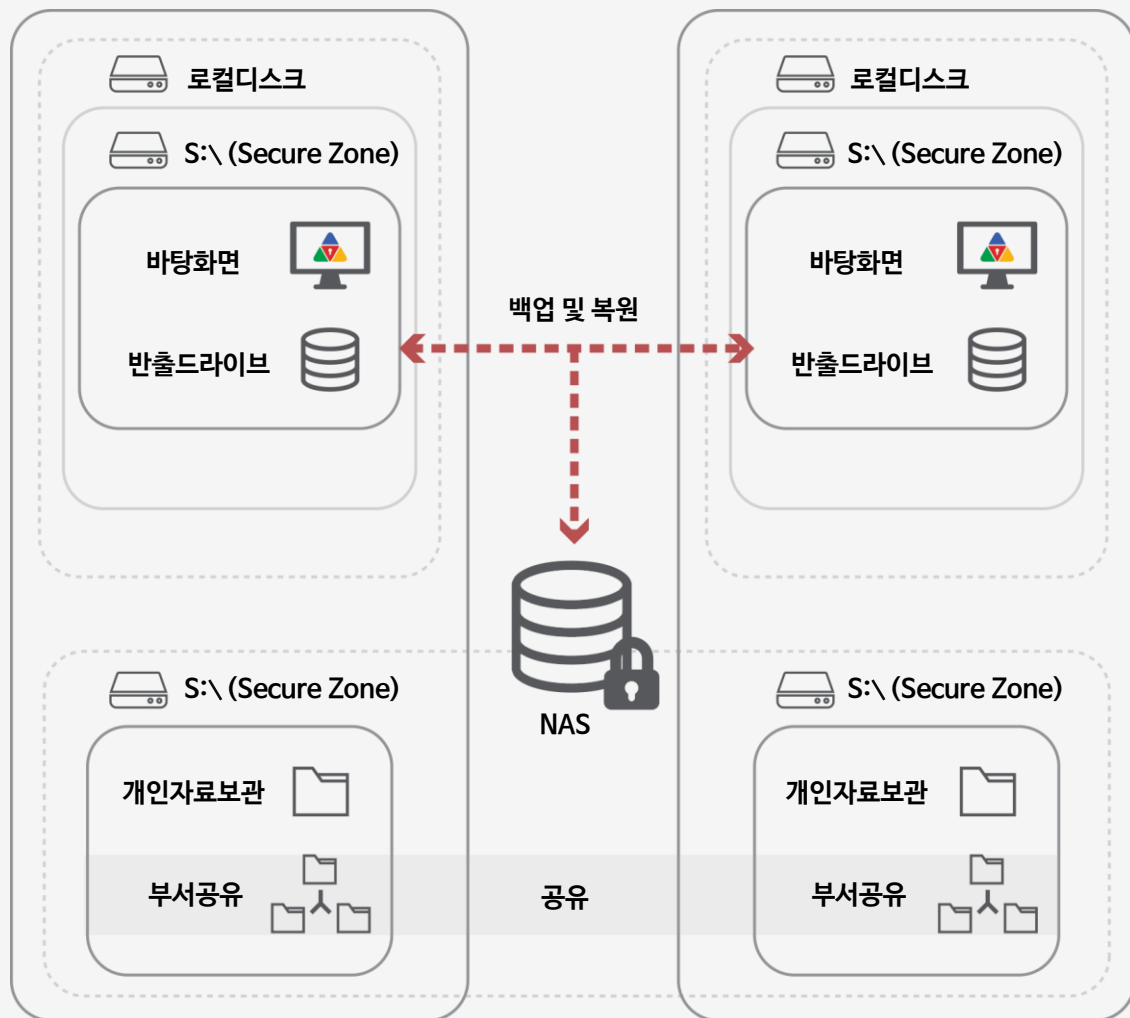 로컬디스크
로컬디스크
S:\ (Secure Zone)
S:\ (Secure Zone)
바탕화면
바탕화면
백업 및 복원
반출드라이브
반출드라이브
S:\ (Secure Zone)
S:\ (Secure Zone)
NAS
개인자료보관
개인자료보관
부서공유
공유
부서공유